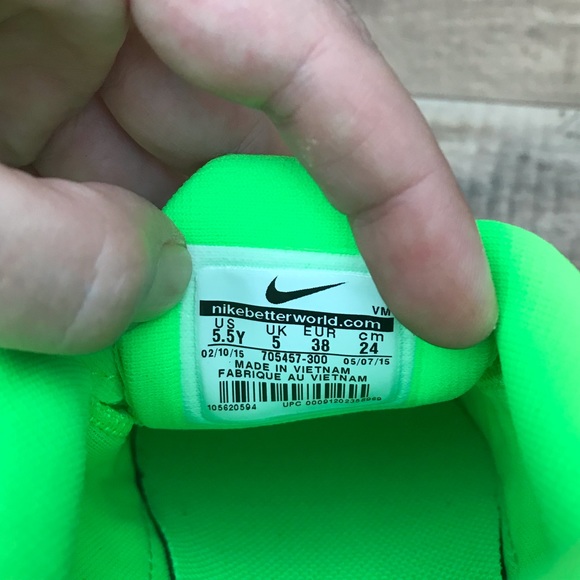 VM
nikebetterworld.com
US UK EUR cm
5.5Y 5 38 24
02/10/15 705457-300 05/07/15
MADE IN VIETNAM
FABRIQUE AU VIETNAM
105620594 UPC